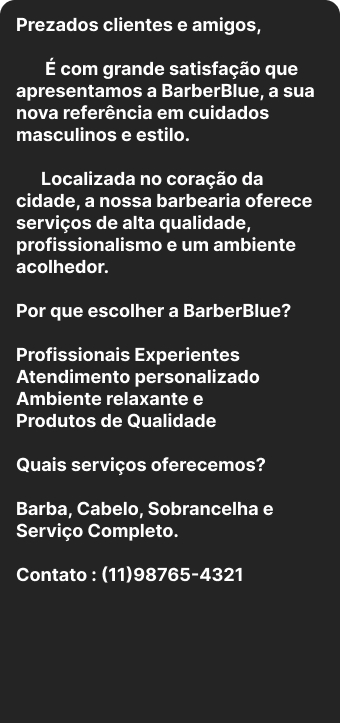 Prezados clientes e amigos,
É com grande satisfação que
apresentamos a BarberBlue, a sua
nova referência em cuidados
masculinos e estilo.
Localizada no coração da
cidade, a nossa barbearia oferece
serviços de alta qualidade,
profissionalismo e um ambiente
acolhedor.
Por que escolher a BarberBlue?
Profissionais Experientes
Atendimento personalizado
Ambiente relaxante e
Produtos de Qualidade
Quais serviços oferecemos?
Barba, Cabelo, Sobrancelha e
Serviço Completo.
Contato : (11)98765-4321